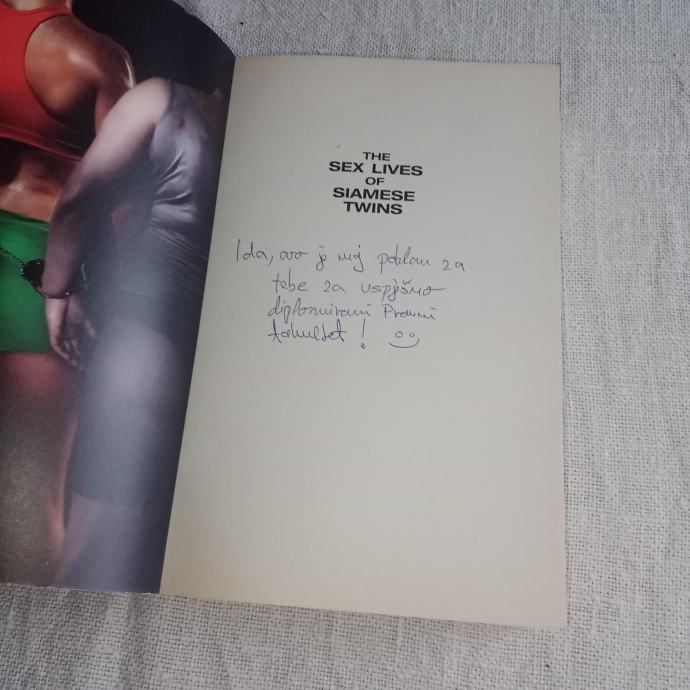 THE
SEX LIVES
OF
SIAMESE
TWINS
Ida, ovo je moj poklon za
tebe za uspješno
diplomirani Pravni
fakultet!